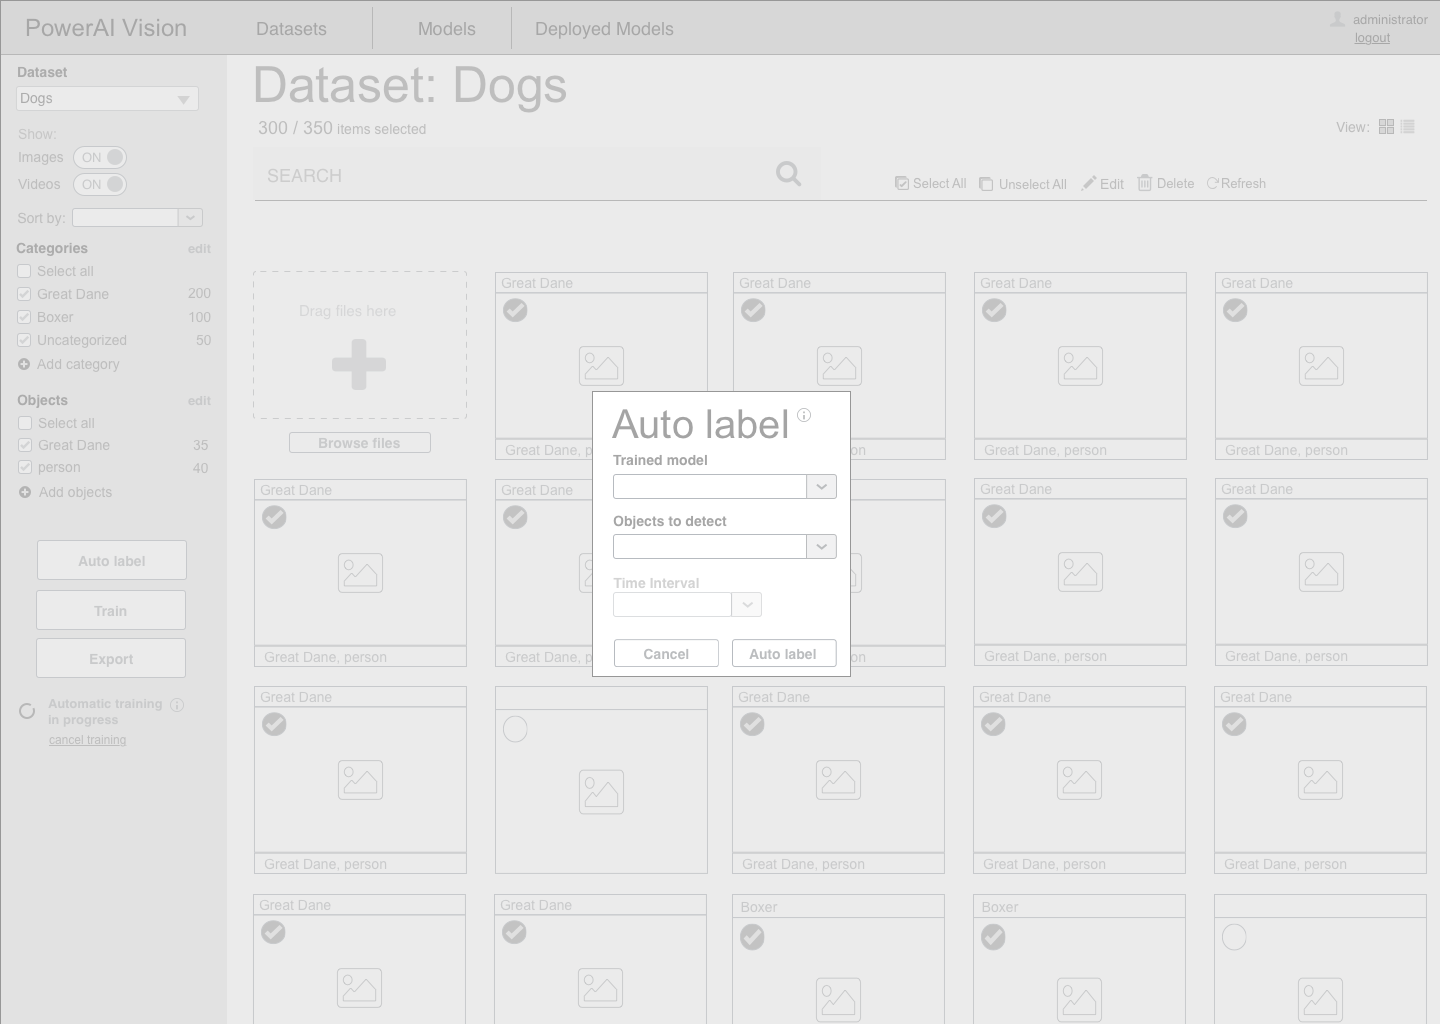 PowerAI Vision
Datasets
Models
Deployed Models
administrator
logout
Dataset
Dogs
Show:
Images ON
Videos ON
Sort by:
Categories edit
Select all
Great Dane 200
Boxer 100
Uncategorized 50
Add category
Objects edit
Select all
Great Dane 35
person 40
Add objects
Auto label
Train
Export
Automatic training
in progress
cancel training
Dataset: Dogs
300 / 350 items selected
View:
SEARCH
Select All Unselect All Edit Delete Refresh
Drag files here
Browse files
Great Dane
Great Dane
Great Dane
Great Dane
Great Dane, p
on
Great Dane, person
Great Dane, person
Auto label
Trained model
Objects to detect
Time Interval
Cancel
Auto label
Great Dane
Great Dane
Great Dane
Great Dane
Great Dane, person
Great Dane, p
on
Great Dane, person
Great Dane, person
Great Dane
Great Dane
Great Dane
Great Dane
Great Dane, person
Great Dane, person
Great Dane, person
Great Dane, person
Great Dane
Great Dane
Boxer
Boxer